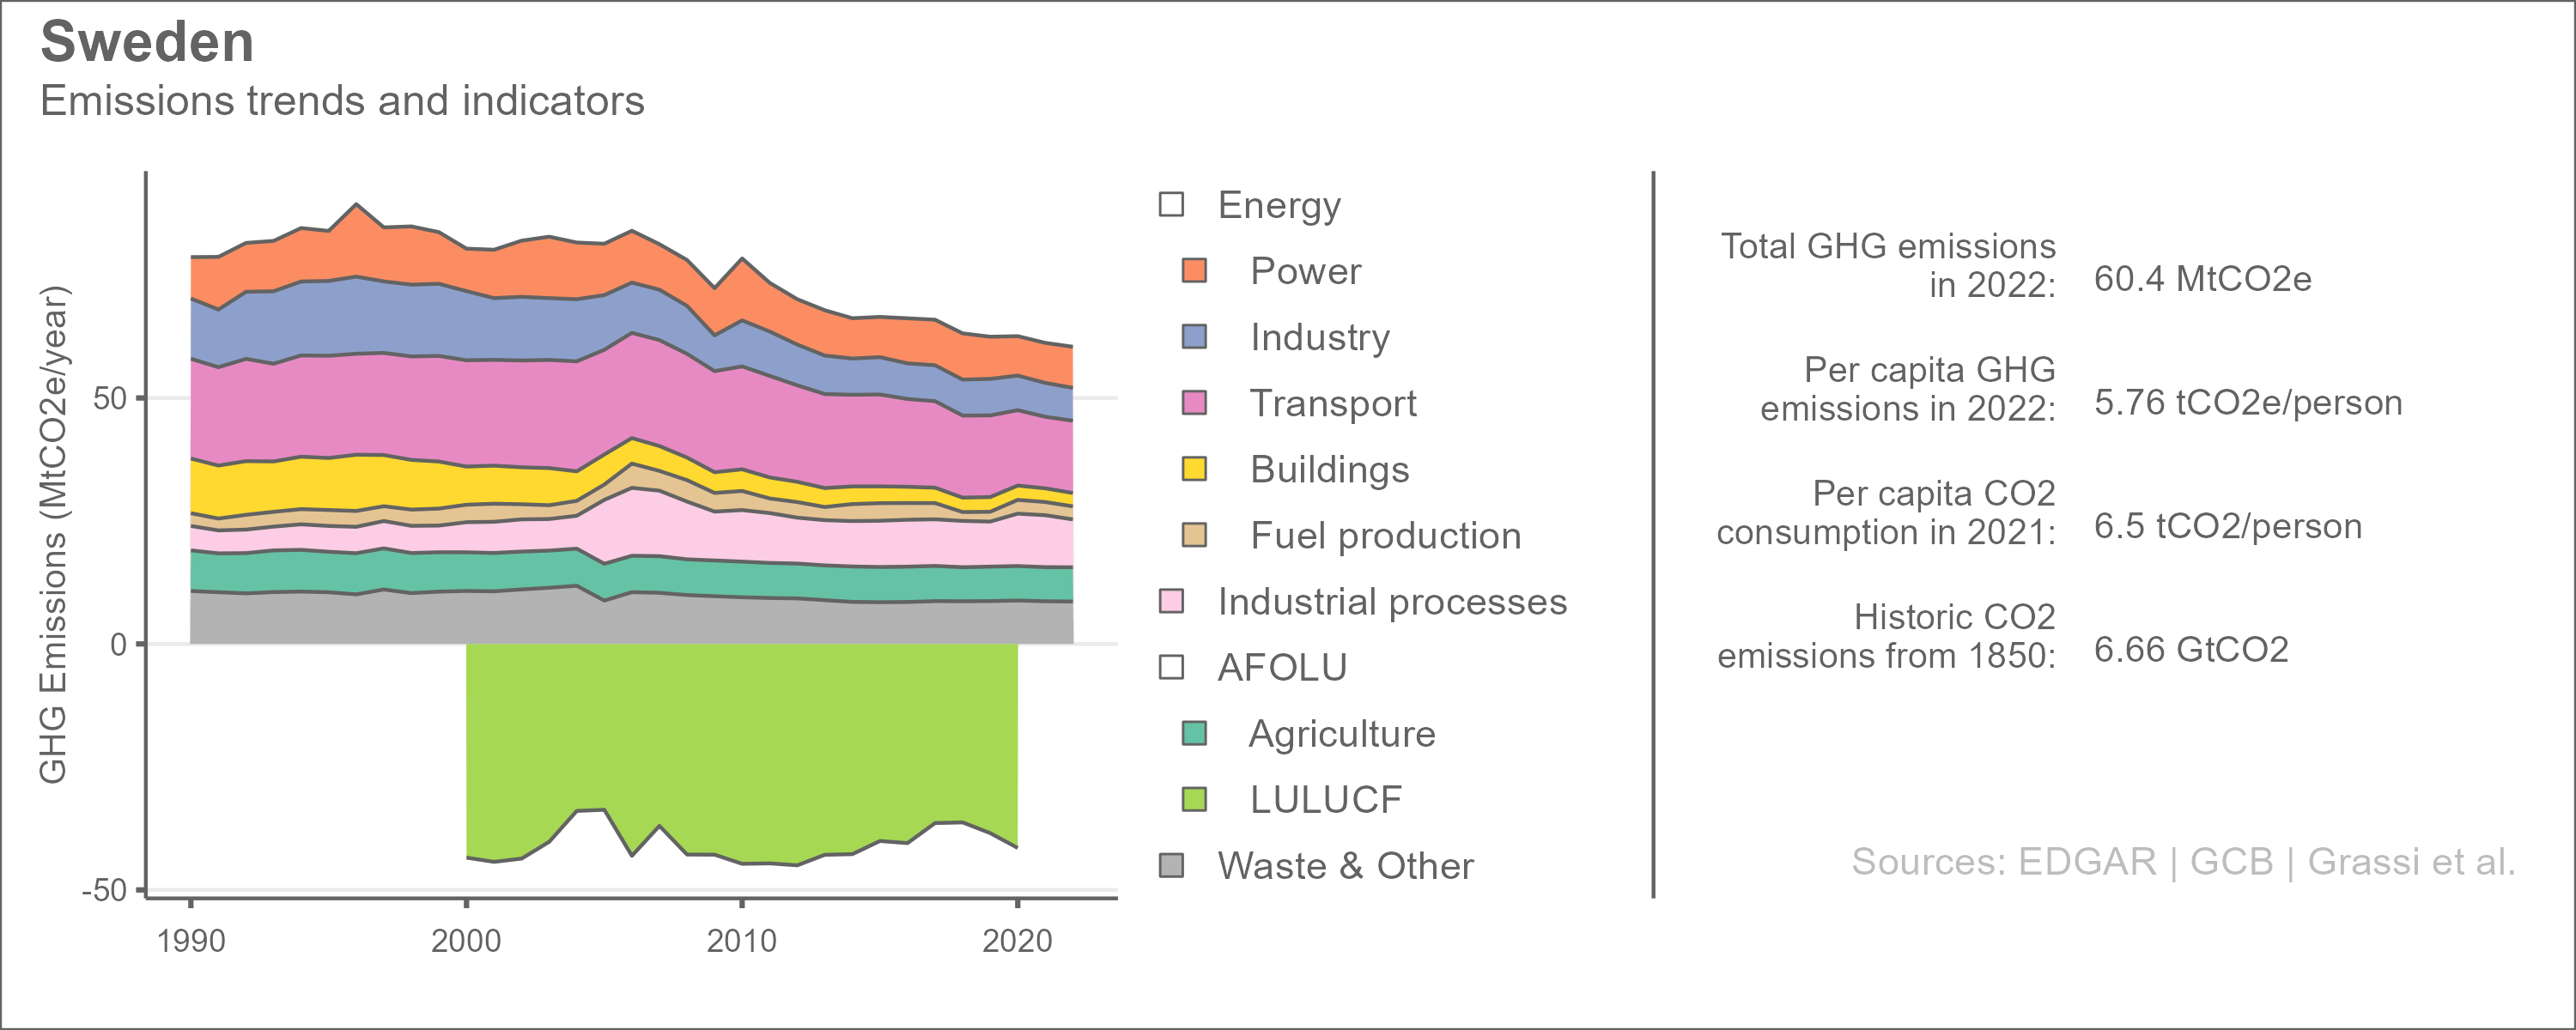 Sweden
Emissions trends and indicators
GHG Emissions (MtCO2e/year)
50
0
-50
1990
2000
2010
2020
Energy
Power
Industry
Transport
Buildings
Fuel production
Industrial processes
AFOLU
Agriculture
LULUCF
Waste & Other
Total GHG emissions
in 2022:
60.4 MtCO2e
Per capita GHG
emissions in 2022:
5.76 tCO2e/person
Per capita CO2
consumption in 2021:
6.5 tCO2/person
Historic CO2
emissions from 1850:
6.66 GtCO2
Sources: EDGAR | GCB | Grassi et al.